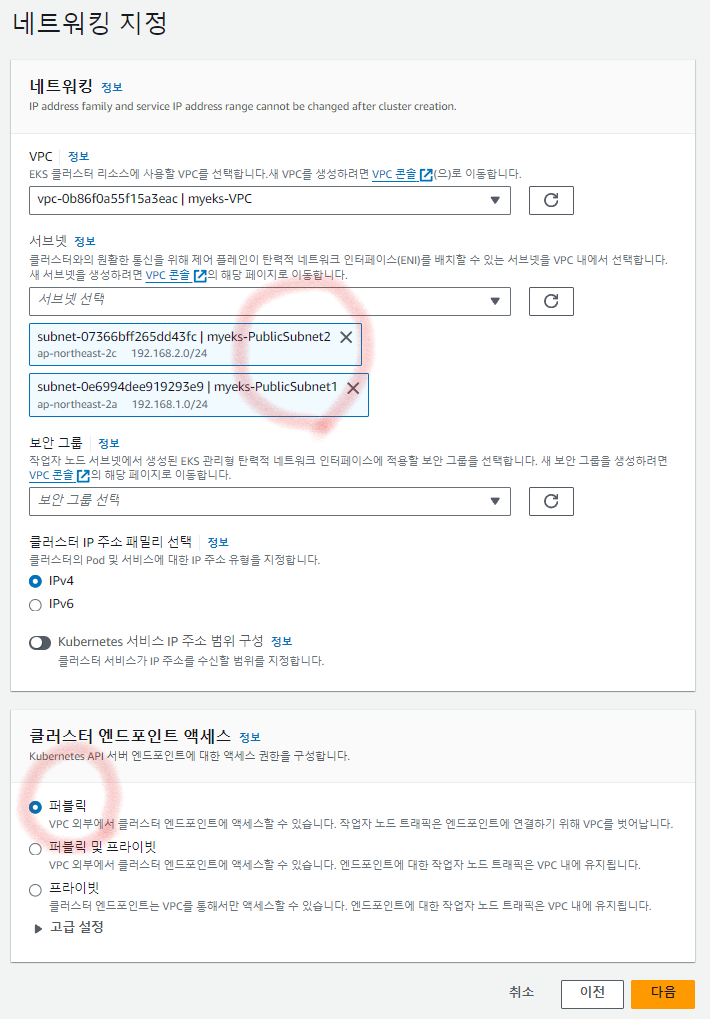 네트워킹 지정
네트워킹 정보
IP address family and service IP address range cannot be changed after cluster creation.
VPC 정보
EKS 클러스터 리소스에 사용할 VPC를 선택합니다.새 VPC를 생성하려면 VPC 콘솔(으)로 이동합니다.
vpc-0b86f0a55f15a3eac | myeks-VPC
서브넷 정보
클러스터와의 원활한 통신을 위해 제어 플레인이 탄력적 네트워크 인터페이스(ENI)를 배치할 수 있는 서브넷을 VPC 내에서 선택합니다.
새 서브넷을 생성하려면 VPC 콘솔의 해당 페이지로 이동합니다.
서브넷 선택
subnet-07366bff265dd43fc | myeks-PublicSubnet2
ap-northeast-2c 192.168.2.0/24
subnet-0e6994dee919293e9 | myeks-PublicSubnet1
ap-northeast-2a 192.168.1.0/24
보안 그룹 정보
작업자 노드 서브넷에서 생성된 EKS 관리형 탄력적 네트워크 인터페이스에 적용할 보안 그룹을 선택합니다. 새 보안 그룹을 생성하려면
VPC 콘솔의 해당 페이지로 이동합니다.
보안 그룹 선택
클러스터 IP 주소 패밀리 선택 정보
클러스터의 Pod 및 서비스에 대한 IP 주소 유형을 지정합니다.
IPv4
IPv6
Kubernetes 서비스 IP 주소 범위 구성 정보
클러스터 서비스가 IP 주소를 수신할 범위를 지정합니다.
클러스터 엔드포인트 액세스 정보
Kubernetes API 서버 엔드포인트에 대한 액세스 권한을 구성합니다.
퍼블릭
VPC 외부에서 클러스터 엔드포인트에 액세스할 수 있습니다. 작업자 노드 트래픽은 엔드포인트에 연결하기 위해 VPC를 벗어납니다.
퍼블릭 및 프라이빗
VPC 외부에서 클러스터 엔드포인트에 액세스할 수 있습니다. 엔드포인트에 대한 작업자 노드 트래픽은 VPC 내에 유지됩니다.
프라이빗
클러스터 엔드포인트는 VPC를 통해서만 액세스할 수 있습니다. 엔드포인트에 대한 작업자 노드 트래픽은 VPC 내에 유지됩니다.
고급 설정
취소 이전 다음